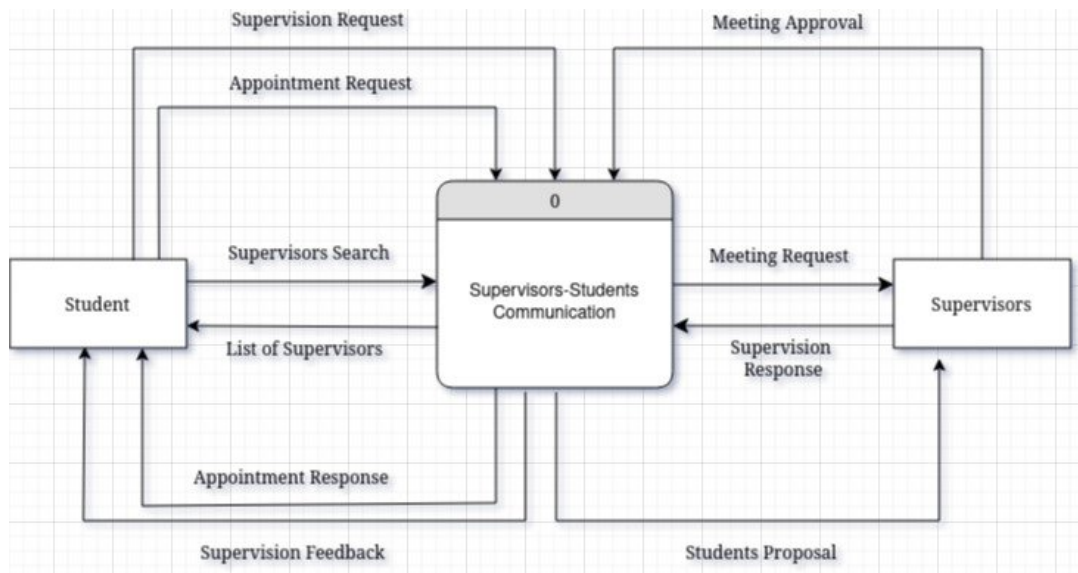 Supervision Request
Meeting Approval
Appointment Request
0
Supervisors Search
Meeting Request
Student
Supervisors-Students
Communication
Supervisors
List of Supervisors
Supervision
Response
Appointment Response
Supervision Feedback
Students Proposal